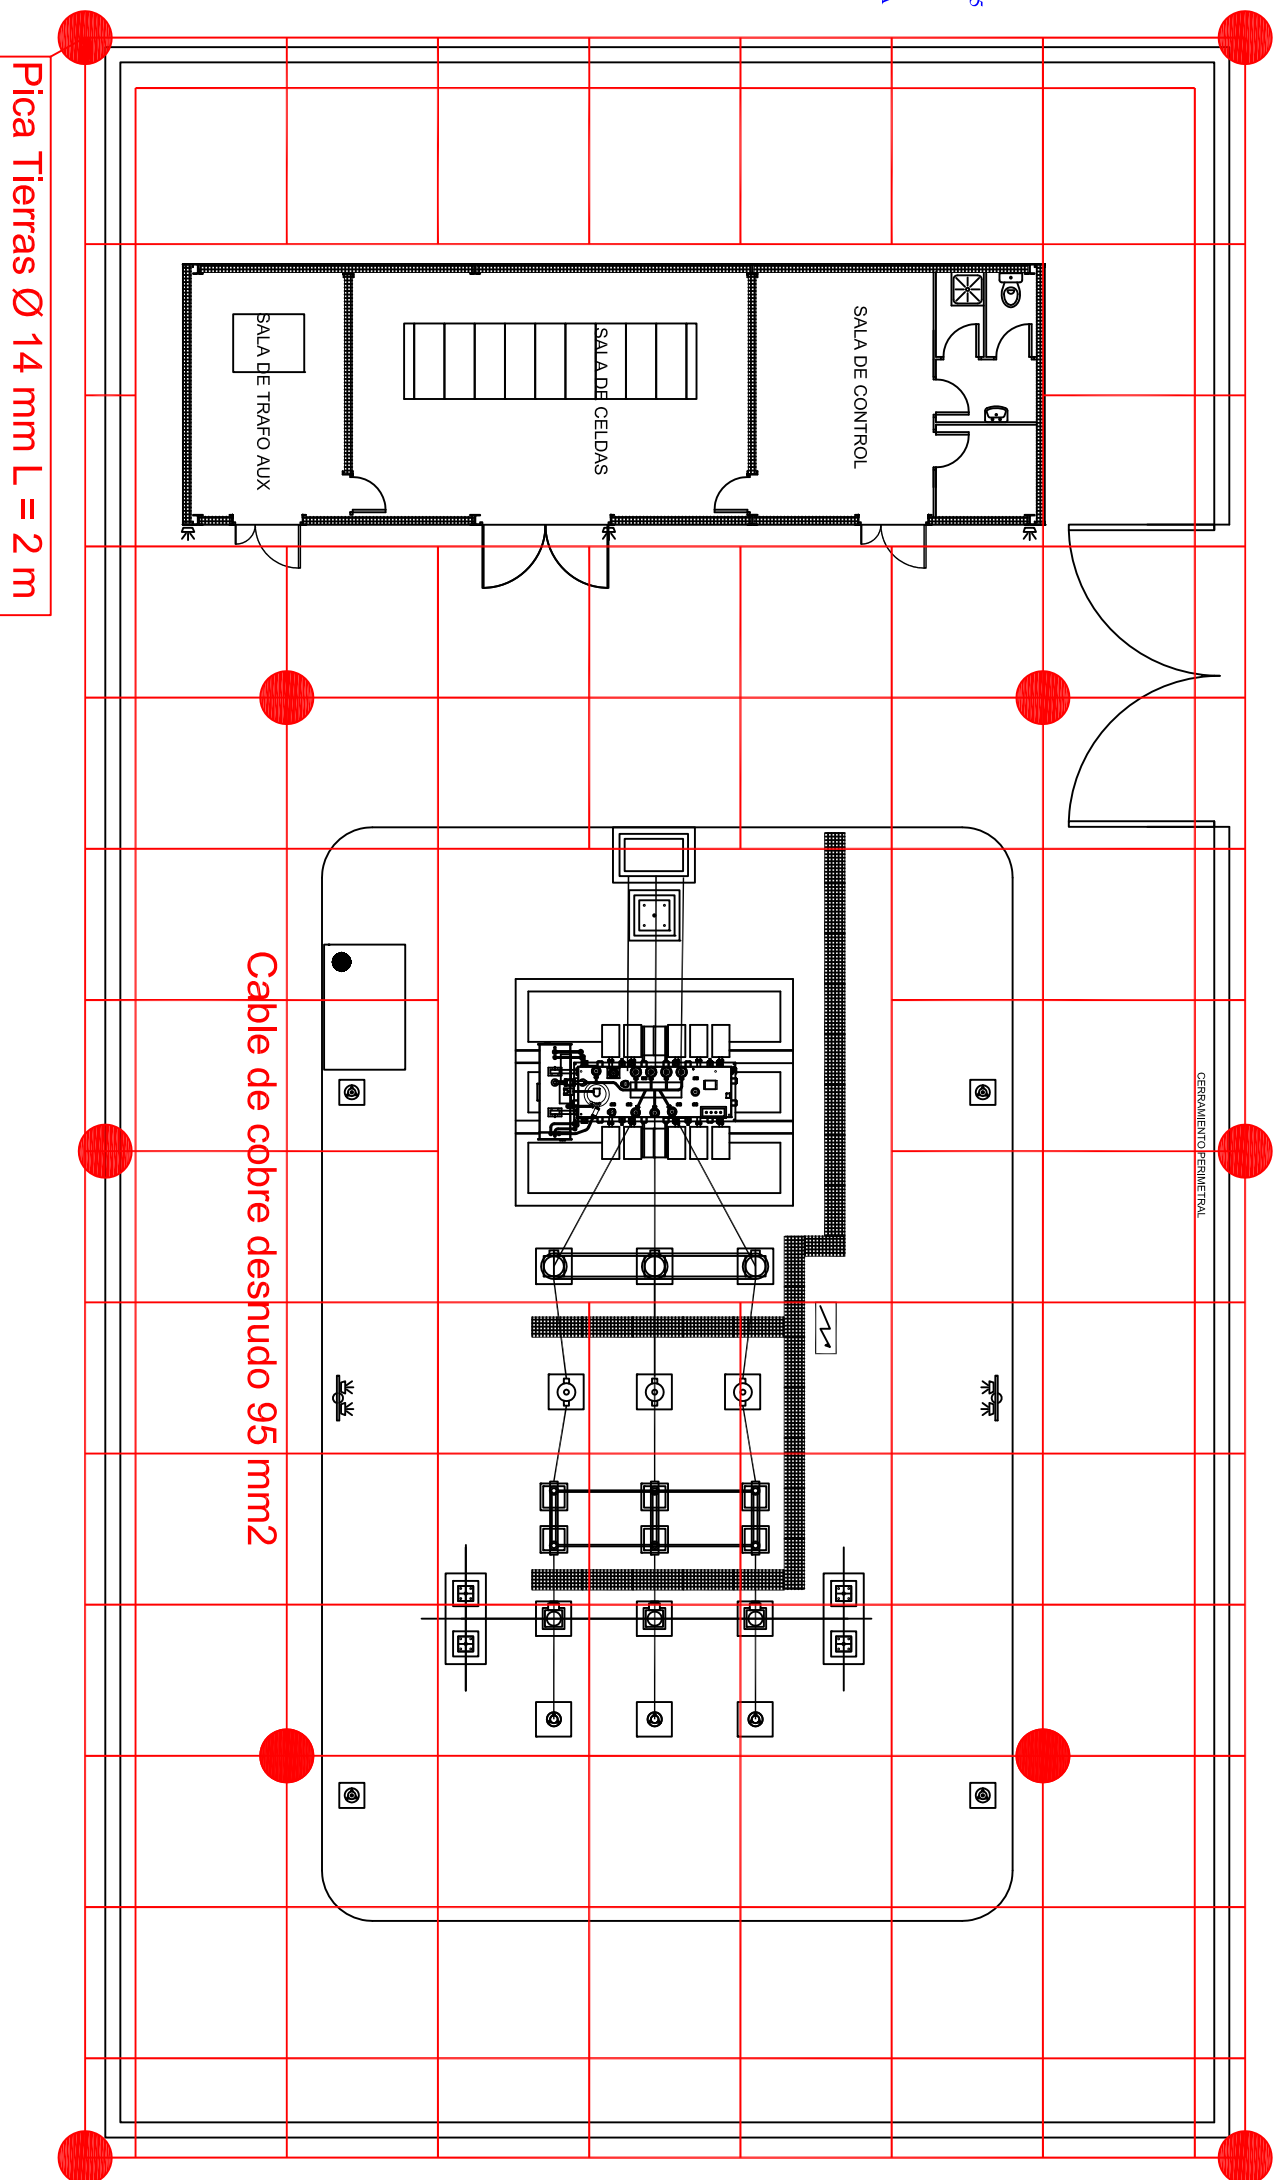 Pica Tierras Ø 14 mm L = 2 m
SALA DE TRAFO AUX
SALA DE CELDAS
SALA DE CONTROL
Cable de cobre desnudo 95 mm2
CERRAMIENTO PERIMETRAL